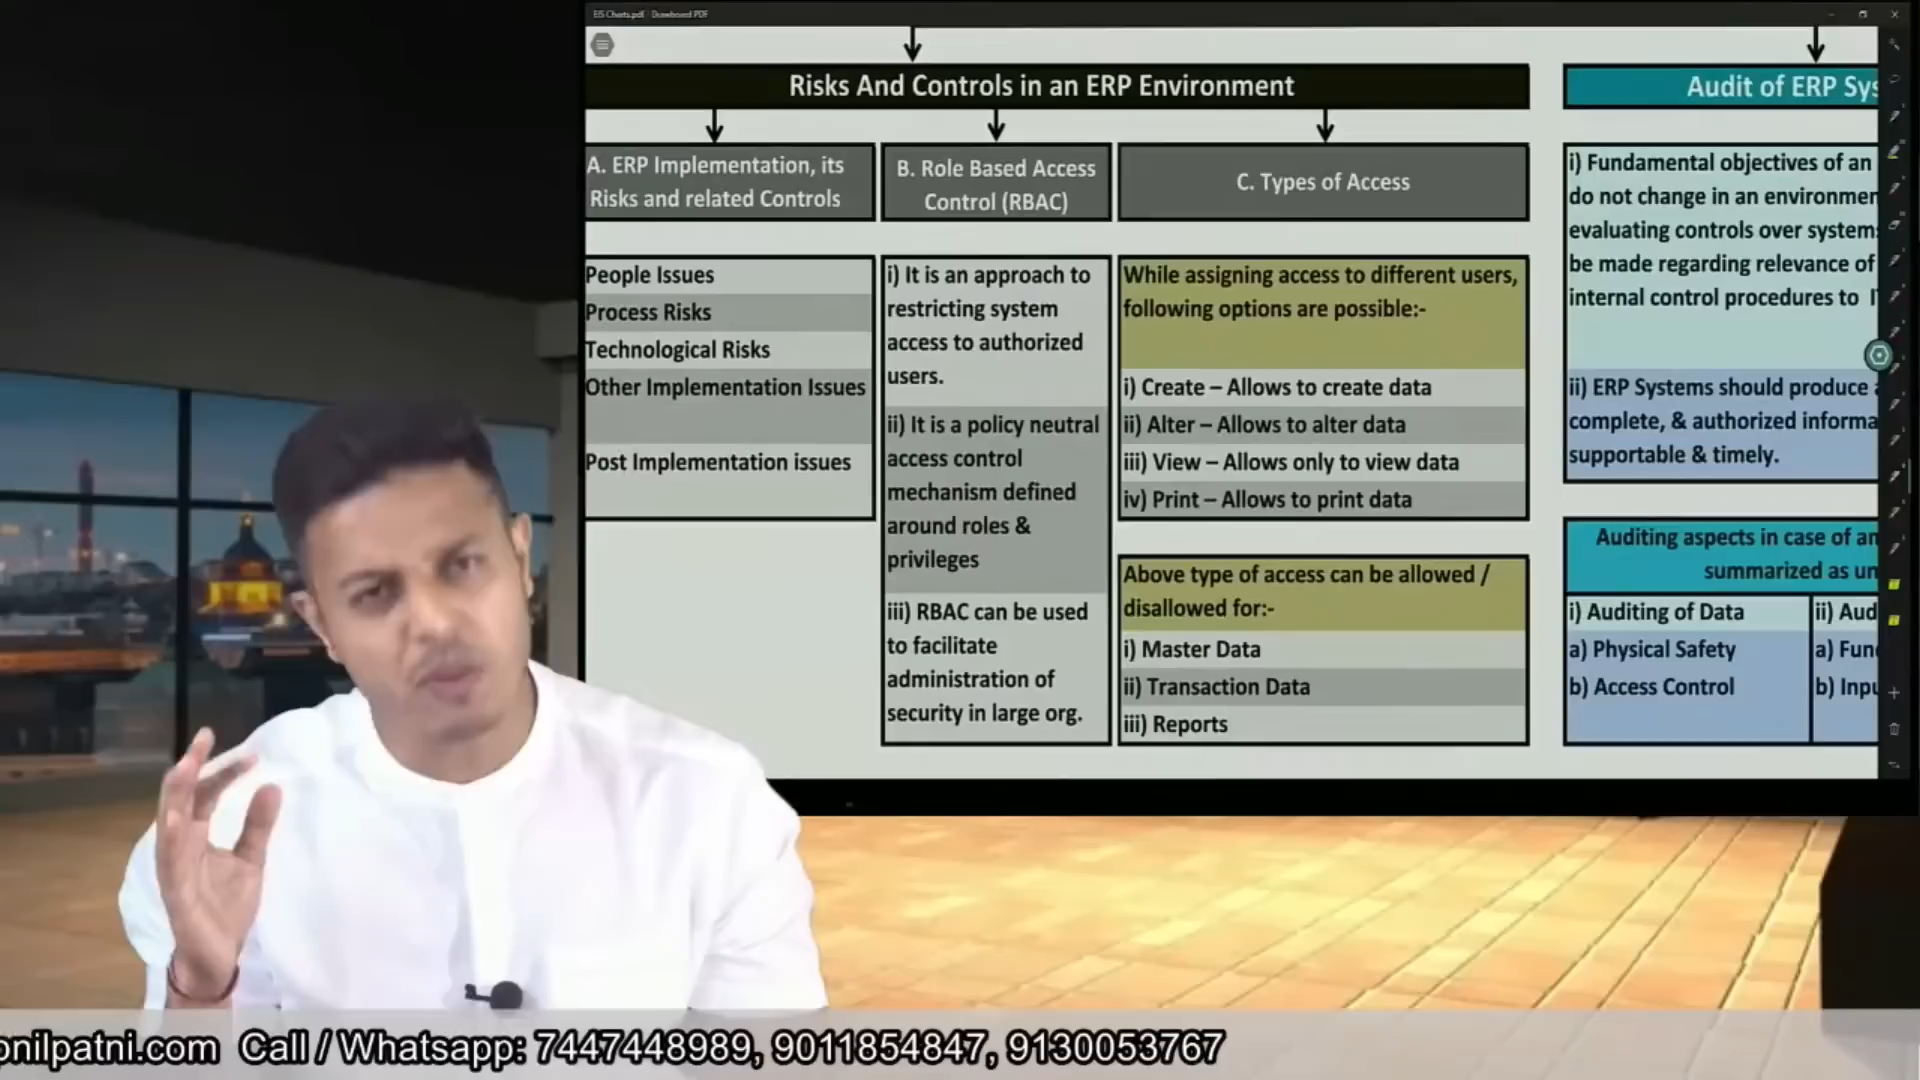 EIS Charts.pdf | Drawboard PDF
Risks And Controls in an ERP Environment
A. ERP Implementation, its
Risks and related Controls
People Issues
Process Risks
Technological Risks
Other Implementation Issues
Post Implementation issues
B. Role Based Access
Control (RBAC)
i) It is an approach to
restricting system
access to authorized
users.
ii) It is a policy neutral
access control
mechanism defined
around roles &
privileges
iii) RBAC can be used
to facilitate
administration of
security in large org.
C. Types of Access
While assigning access to different users,
following options are possible:-
i) Create – Allows to create data
ii) Alter – Allows to alter data
iii) View – Allows only to view data
iv) Print – Allows to print data
Above type of access can be allowed /
disallowed for:-
i) Master Data
ii) Transaction Data
iii) Reports
Audit of ERP Sys
i) Fundamental objectives of an
do not change in an environmen
evaluating controls over systems
be made regarding relevance of
internal control procedures to
ii) ERP Systems should produce
complete, & authorized informa
supportable & timely.
Auditing aspects in case of an
summarized as un
i) Auditing of Data
a) Physical Safety
b) Access Control
ii) Aud
a) Fun
b) Inpu
onilpatni.com Call / Whatsapp: 7447448989, 9011854847, 9130053767